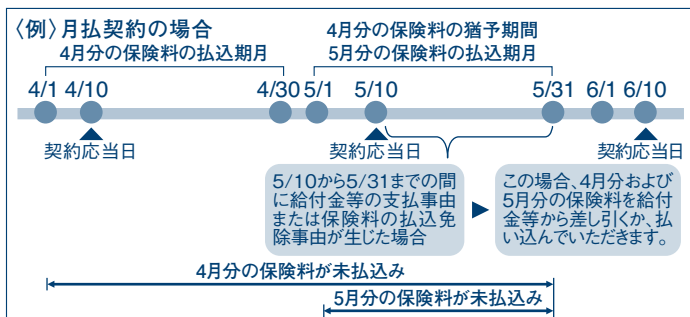 〈例〉月払契約の場合
4月分の保険料の払込期月
4月分の保険料の猶予期間
5月分の保険料の払込期月
4/1 4/10 4/30 5/1 5/10 5/31 6/1 6/10
契約応当日 契約応当日 契約応当日
5/10から5/31までの間
に給付金等の支払事由
または保険料の払込免
除事由が生じた場合
この場合、4月分および
5月分の保険料を給付
金等から差し引くか、払
い込んでいただきます。
4月分の保険料が未払込み
5月分の保険料が未払込み